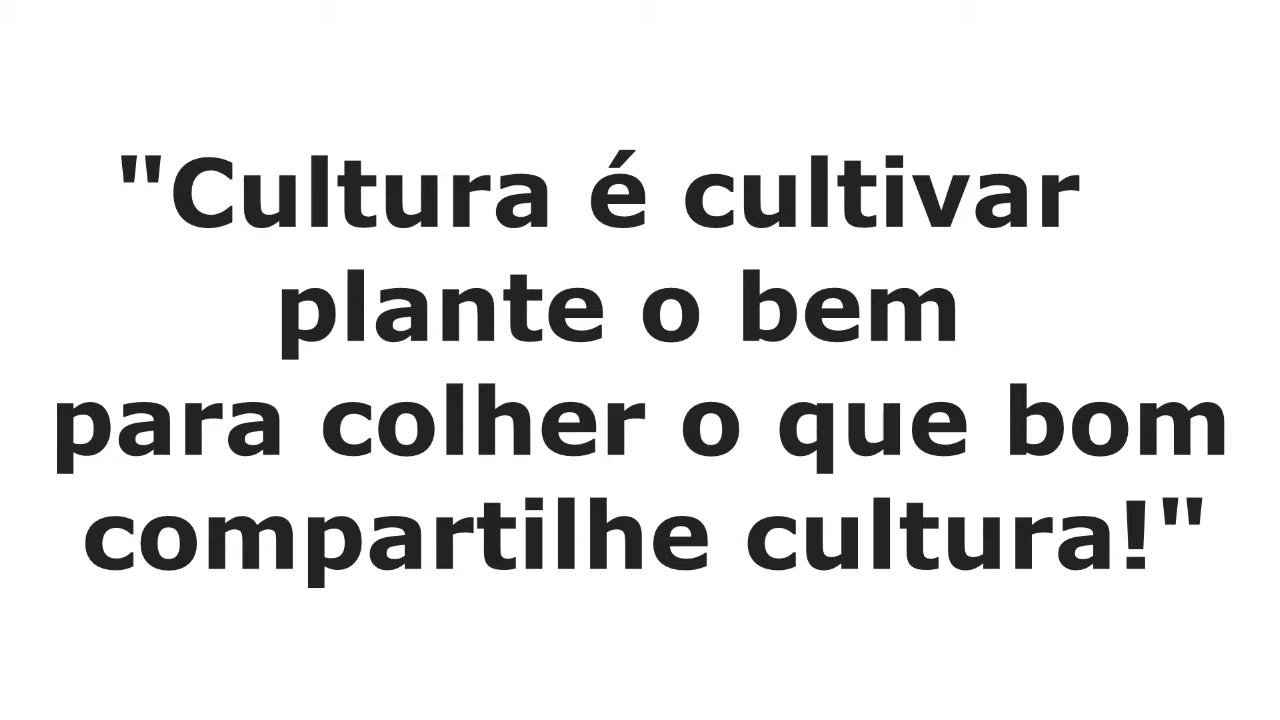 "Cultura é cultivar
plante o bem
para colher o que bom
compartilhe cultura!"